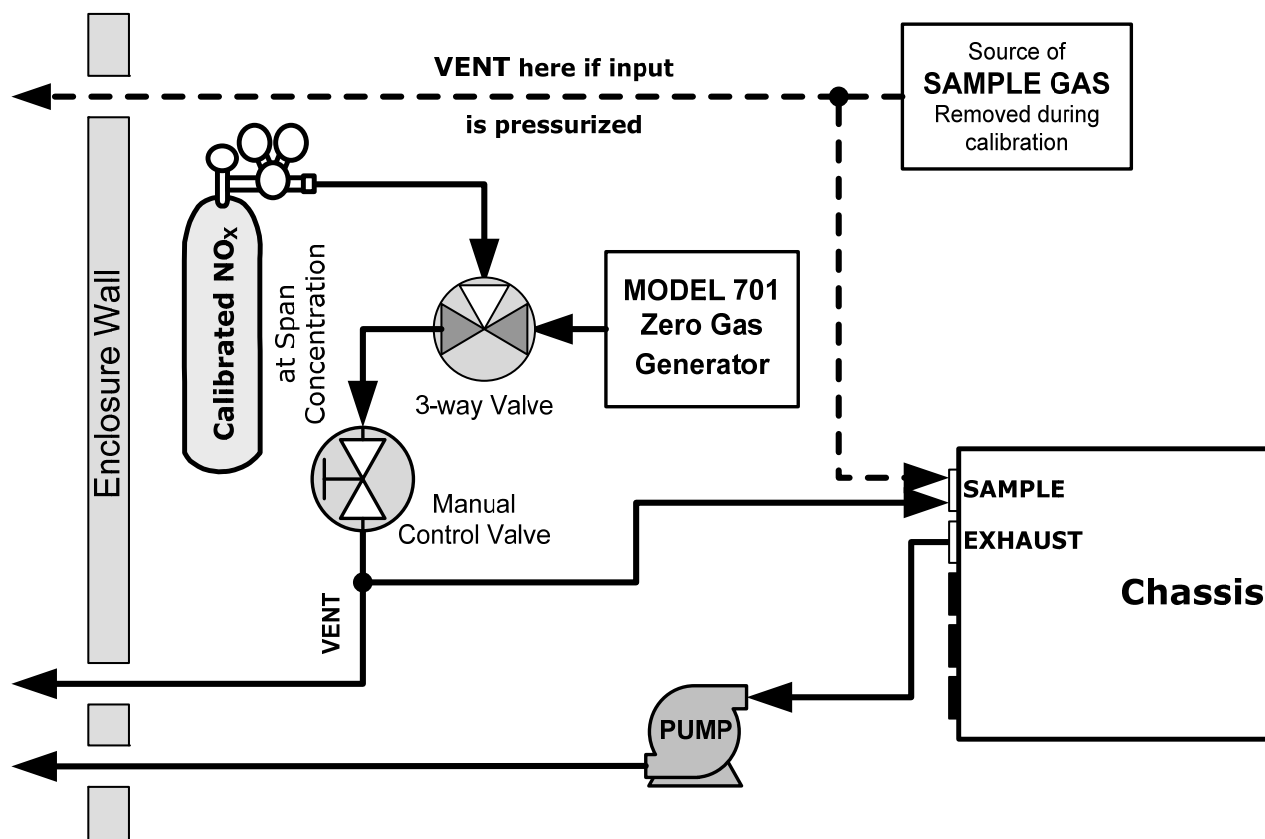 VENT here if input
is pressurized
Source of
SAMPLE GAS
Removed during
calibration
Enclosure Wall
Calibrated NOX
at Span
Concentration
MODEL 701
Zero Gas
Generator
3-way Valve
Manual
Control Valve
VENT
SAMPLE
EXHAUST
Chassis
PUMP